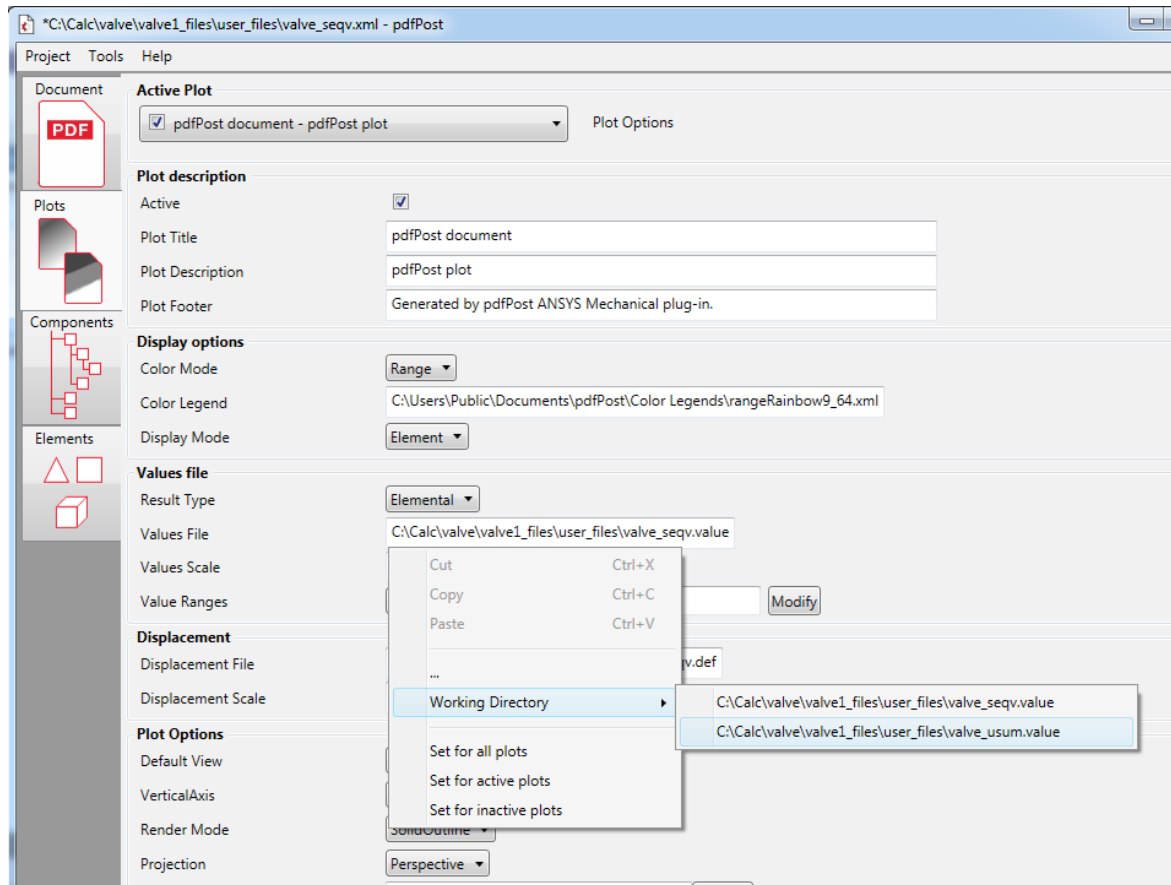 *C:\Calc\valve\valve1_files\user_files\valve_seqv.xml - pdfPost
Project Tools Help
Document
PDF
Plots
Components
Elements
Active Plot
pdfPost document - pdfPost plot
Plot Options
Plot description
Active
Plot Title pdfPost document
Plot Description pdfPost plot
Plot Footer Generated by pdfPost ANSYS Mechanical plug-in.
Display options
Color Mode Range
Color Legend C:\Users\Public\Documents\pdfPost\Color Legends\rangeRainbow9_64.xml
Display Mode Element
Values file
Result Type Elemental
Values File C:\Calc\valve\valve1_files\user_files\valve_seqv.value
Values Scale
Value Ranges Modify
Displacement
Displacement File qv.def
Displacement Scale
Plot Options
Default View
VerticalAxis
Render Mode SolidOutline
Projection Perspective
Cut Ctrl+X
Copy Ctrl+C
Paste Ctrl+V
...
Working Directory
Set for all plots
Set for active plots
Set for inactive plots
C:\Calc\valve\valve1_files\user_files\valve_seqv.value
C:\Calc\valve\valve1_files\user_files\valve_usum.value